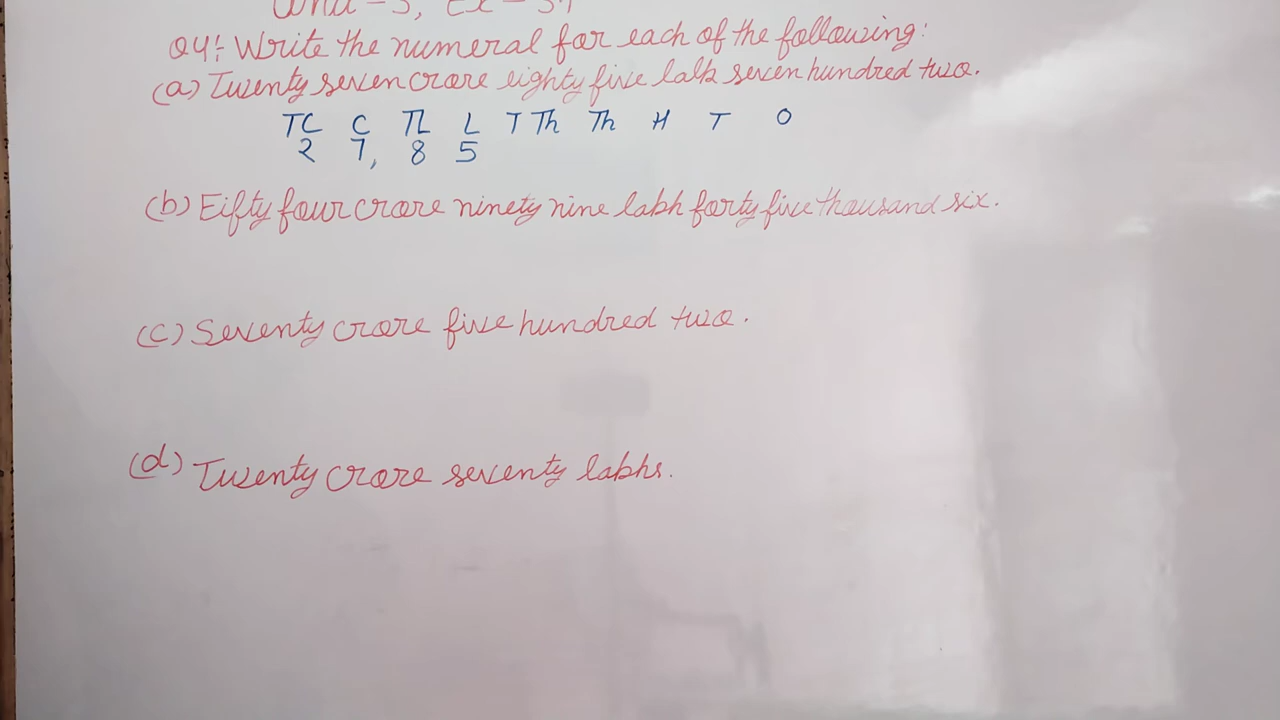 Q4:- Write the numeral for each of the following:
(a) Twenty seven crore eighty five lakh seven hundred two.
TC C TL L T Th Th H T O
2 7, 8 5
(b) Fifty four crore ninety nine lakh forty five thousand six.
(c) Seventy crore five hundred two.
(d) Twenty crore seventy lakhs.